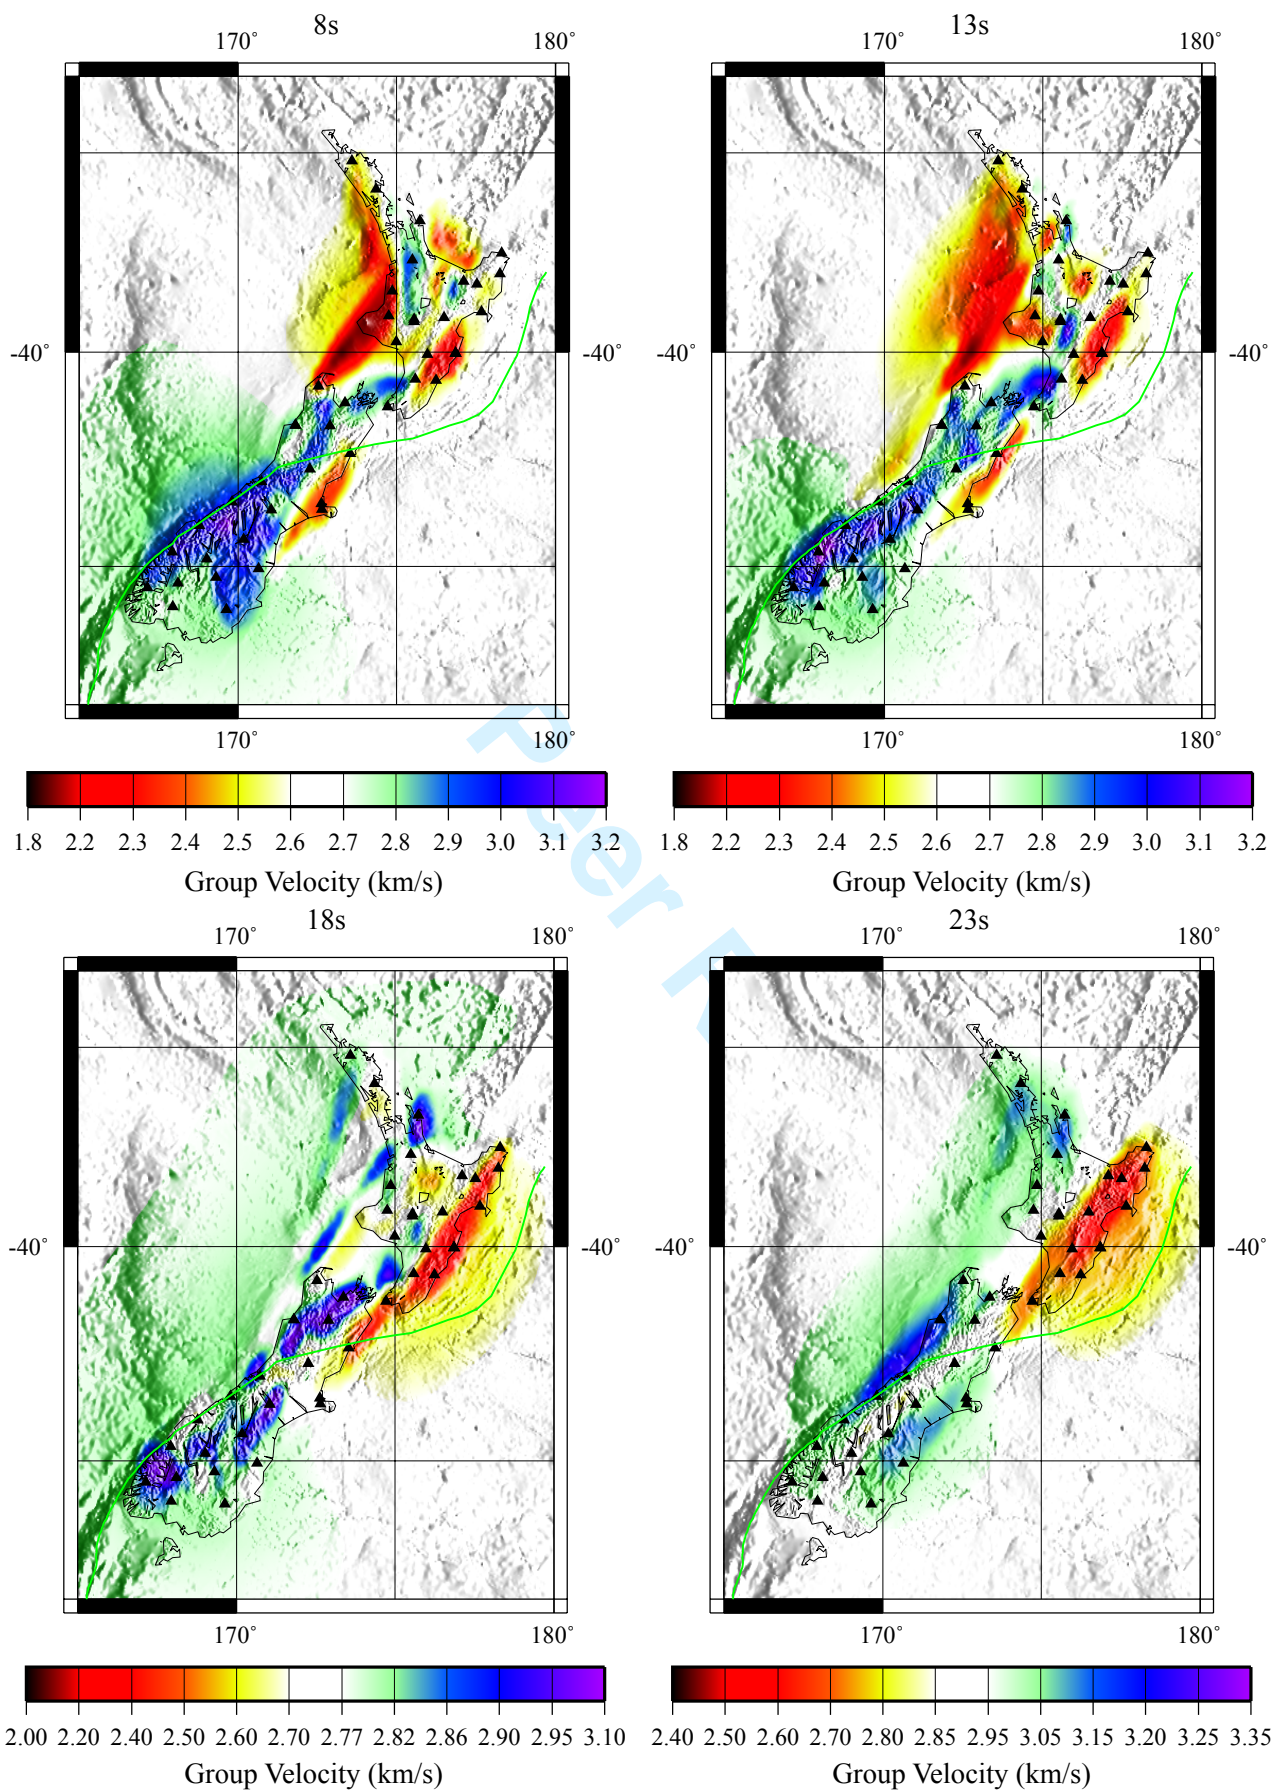 8s
13s
170° 180° 170° 180°
-40° -40°
170° 180° 170° 180°
1.8 2.2 2.3 2.4 2.5 2.6 2.7 2.8 2.9 3.0 3.1 3.2
1.8 2.2 2.3 2.4 2.5 2.6 2.7 2.8 2.9 3.0 3.1 3.2
Group Velocity (km/s)
Group Velocity (km/s)
Peer R
18s
23s
170° 180° 170° 180°
-40° -40°
170° 180° 170° 180°
2.00 2.20 2.40 2.50 2.60 2.70 2.77 2.82 2.86 2.90 2.95 3.10
2.40 2.50 2.60 2.70 2.80 2.85 2.95 3.05 3.15 3.20 3.25 3.35
Group Velocity (km/s)
Group Velocity (km/s)